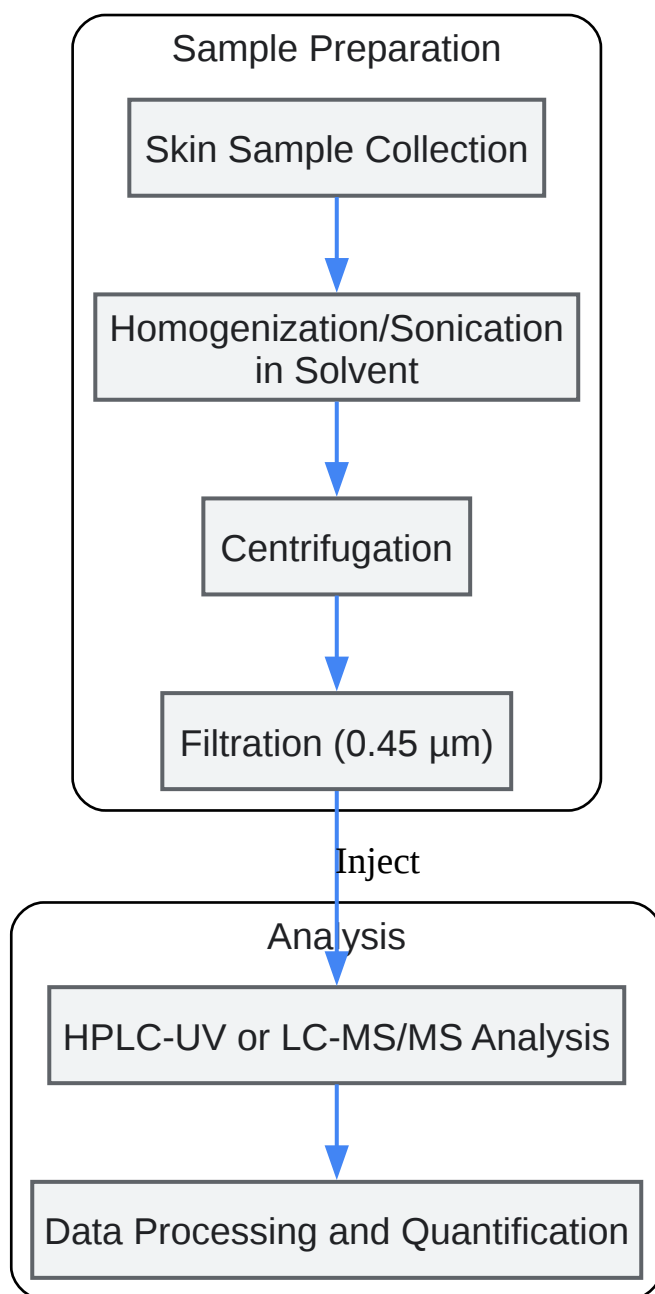 Sample Preparation
Skin Sample Collection
Homogenization/Sonication
in Solvent
Centrifugation
Filtration (0.45 µm)
Inject
Analysis
HPLC-UV or LC-MS/MS Analysis
Data Processing and Quantification